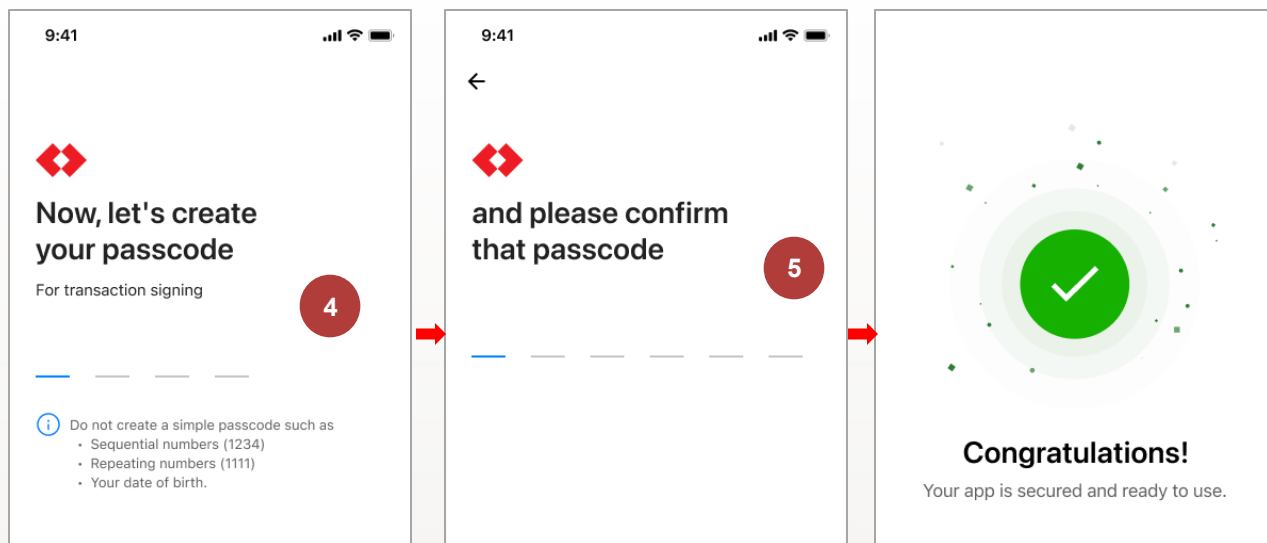 9:41
Now, let's create
your passcode
For transaction signing
4
Do not create a simple passcode such as
• Sequential numbers (1234)
• Repeating numbers (1111)
• Your date of birth.
9:41
and please confirm
that passcode
5
Congratulations!
Your app is secured and ready to use.